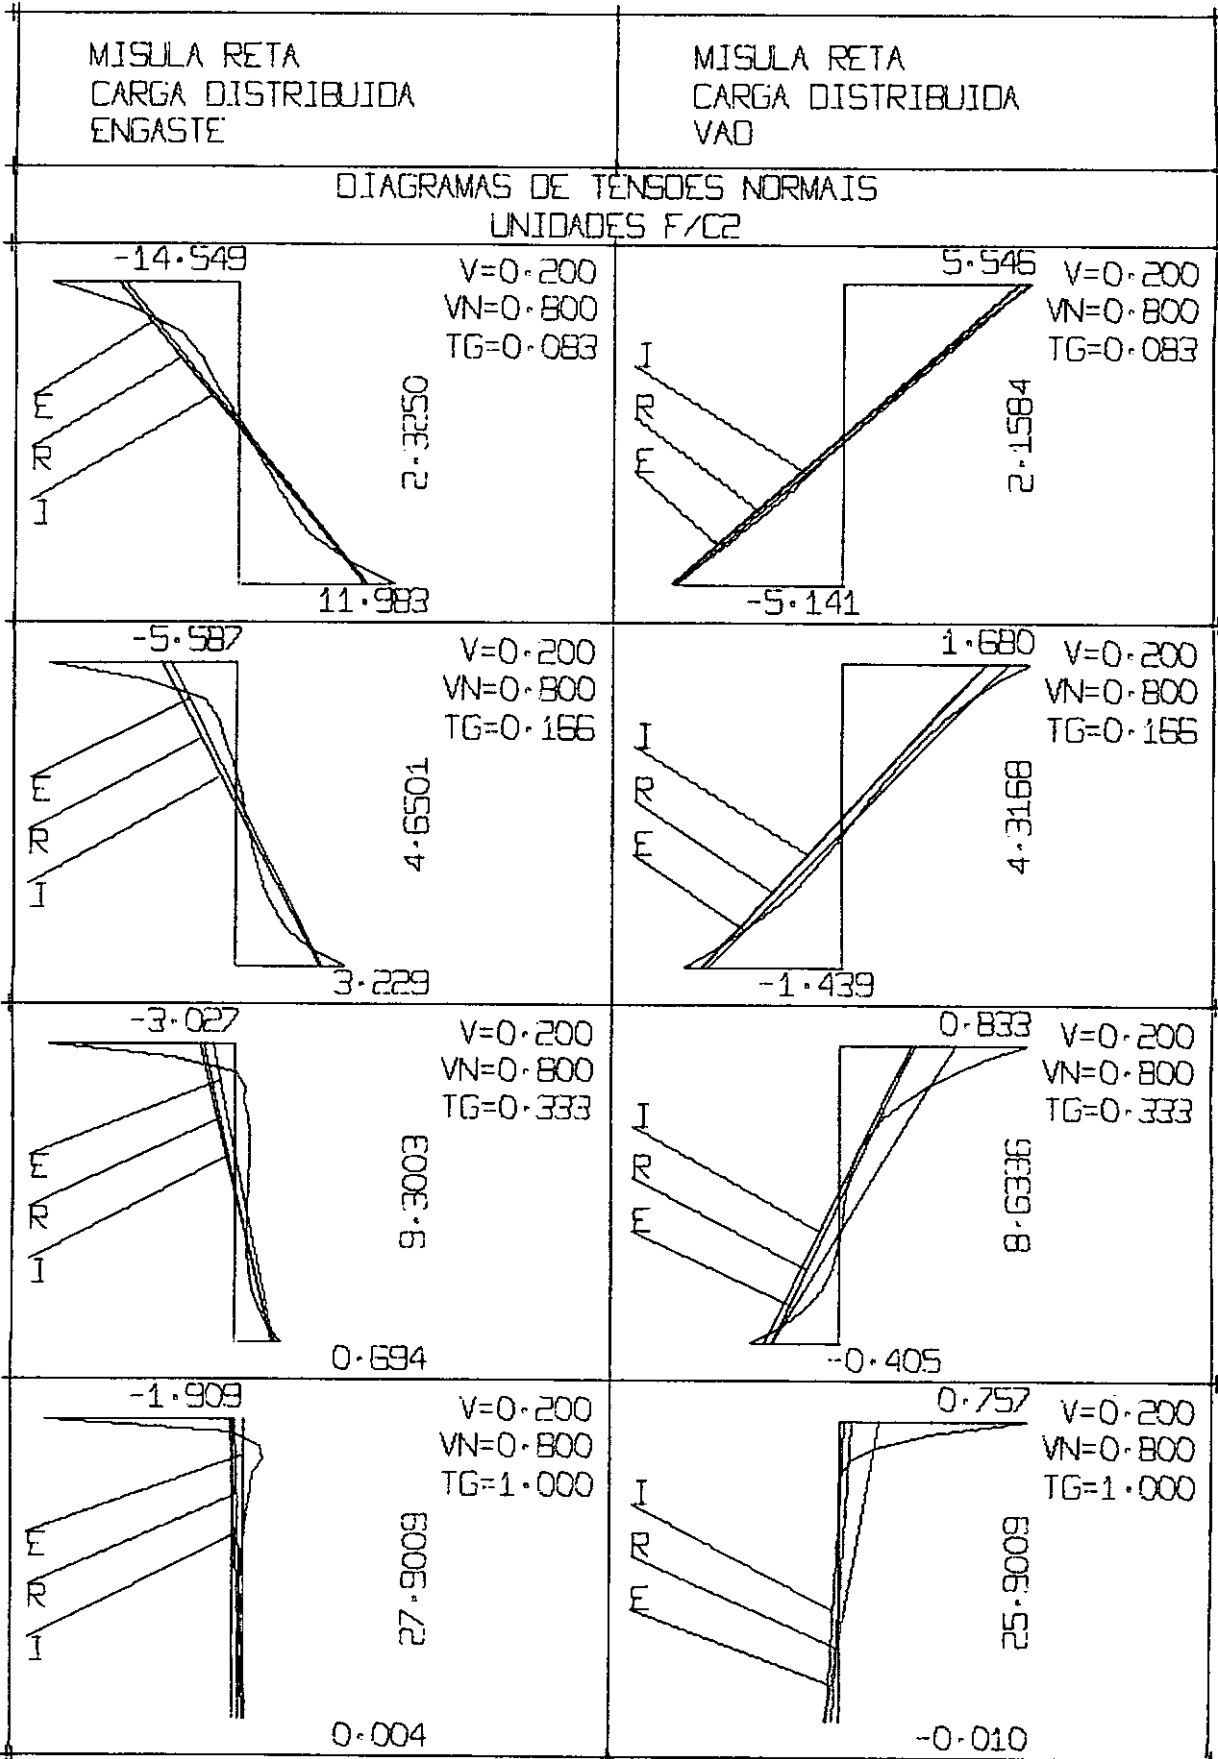 MISULA RETA
CARGA DISTRIBUIDA
ENGASTE
MISULA RETA
CARGA DISTRIBUIDA
VAO
DIAGRAMAS DE TENSOES NORMAIS
UNIDADES F/C2
-14.549
V=0.200
VN=0.800
TG=0.083
E
R
I
2.3250
11.983
5.546
V=0.200
VN=0.800
TG=0.083
I
R
E
2.1584
-5.141
-5.587
V=0.200
VN=0.800
TG=0.166
E
R
I
4.6501
3.229
1.680
V=0.200
VN=0.800
TG=0.166
I
R
E
4.3168
-1.439
-3.027
V=0.200
VN=0.800
TG=0.333
E
R
I
9.3003
0.694
0.833
V=0.200
VN=0.800
TG=0.333
I
R
E
8.6336
-0.405
-1.909
V=0.200
VN=0.800
TG=1.000
E
R
I
27.9009
0.004
0.757
V=0.200
VN=0.800
TG=1.000
I
R
E
25.9009
-0.010